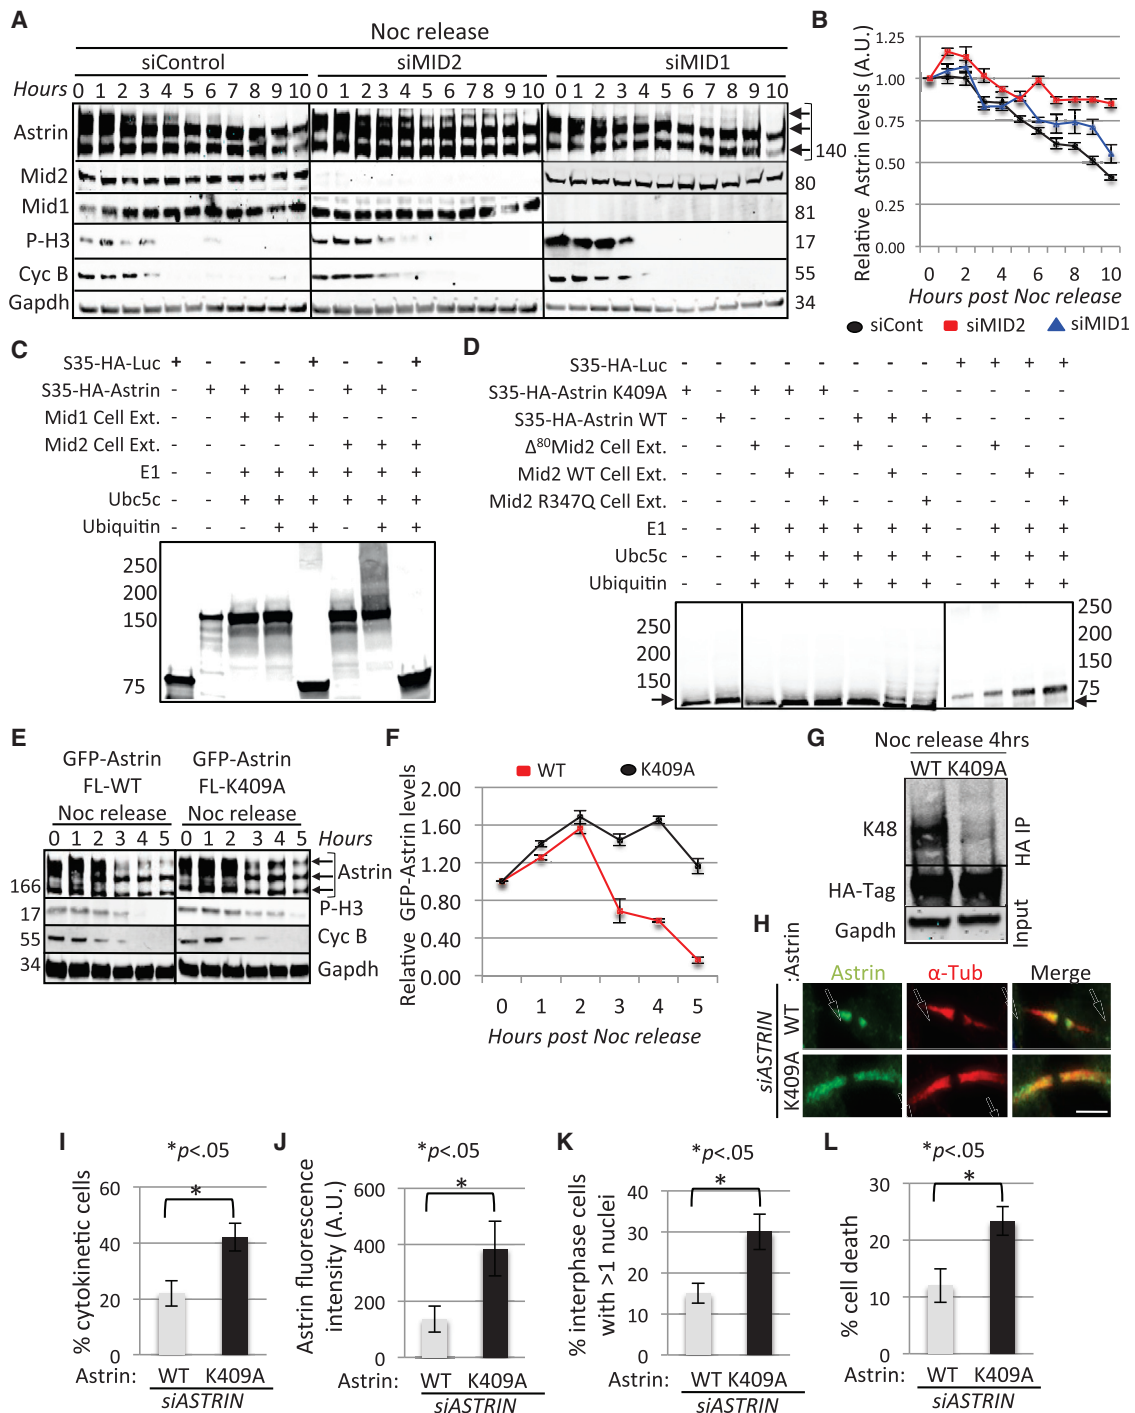 A
Noc release
siControl siMID2 siMID1
Hours 0 1 2 3 4 5 6 7 8 9 10 0 1 2 3 4 5 6 7 8 9 10 0 1 2 3 4 5 6 7 8 9 10
Astrin 140
Mid2 80
Mid1 81
P-H3 17
Cyc B 55
Gapdh 34
B
Relative Astrin levels (A.U.)
1.25
1.00
0.75
0.50
0.25
0.00
0 2 4 6 8 10
Hours post Noc release
siCont siMID2 siMID1
C
S35-HA-Luc + - - - + - - +
S35-HA-Astrin - + + + - + + -
Mid1 Cell Ext. - - + + + - - -
Mid2 Cell Ext. - - - - - + + +
E1 - - + + + + + +
Ubc5c - - + + + + + +
Ubiquitin - - - + + - + +
250
200
150
75
D
S35-HA-Luc - - - - - - - - + + + +
S35-HA-Astrin K409A + - + + + - - - - - - -
S35-HA-Astrin WT - + - - - + + + - - - -
Δ80Mid2 Cell Ext. - - + - - + - - - + - -
Mid2 WT Cell Ext. - - - + - - + - - - + -
Mid2 R347Q Cell Ext. - - - - + - - + - - - +
E1 - - + + + + + + - + + +
Ubc5c - - + + + + + + - + + +
Ubiquitin - - + + + + + + - + + +
250
200
150
250
200
150
75
E
GFP-Astrin FL-WT
GFP-Astrin FL-K409A
Noc release Noc release
0 1 2 3 4 5 0 1 2 3 4 5 Hours
166 Astrin
17 P-H3
55 Cyc B
34 Gapdh
F
WT K409A
Relative GFP-Astrin levels
2.00
1.60
1.20
0.80
0.40
0.00
0 1 2 3 4 5
Hours post Noc release
G
Noc release 4hrs
WT K409A
K48
HA-Tag
HA IP
Gapdh
Input
H
:Astrin
Astrin α-Tub Merge
siASTRIN
WT
K409A
I
*p<.05
*
% cytokinetic cells
60
40
20
0
Astrin: WT K409A
siASTRIN
J
*p<.05
*
Astrin fluorescence intensity (A.U.)
600
400
200
0
Astrin: WT K409A
siASTRIN
K
*p<.05
*
% interphase cells with >1 nuclei
40
30
20
10
0
Astrin: WT K409A
siASTRIN
L
*p<.05
*
% cell death
30
20
10
0
Astrin: WT K409A
siASTRIN